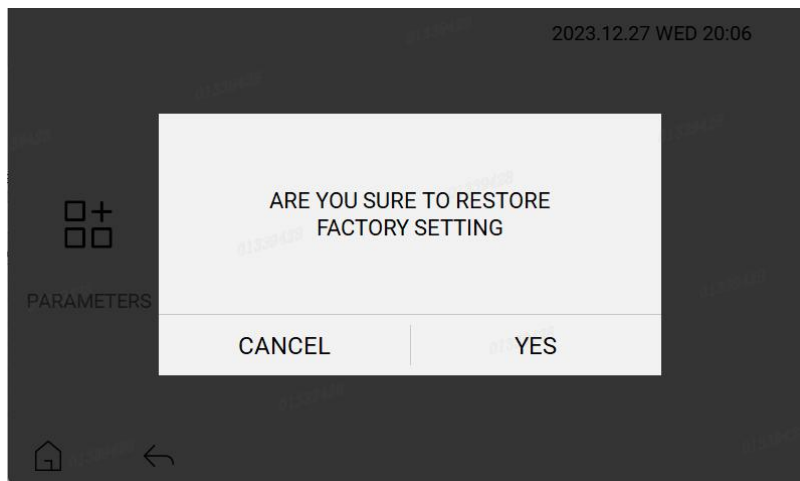 2023.12.27 WED 20:06
ARE YOU SURE TO RESTORE
FACTORY SETTING
PARAMETERS
CANCEL
YES